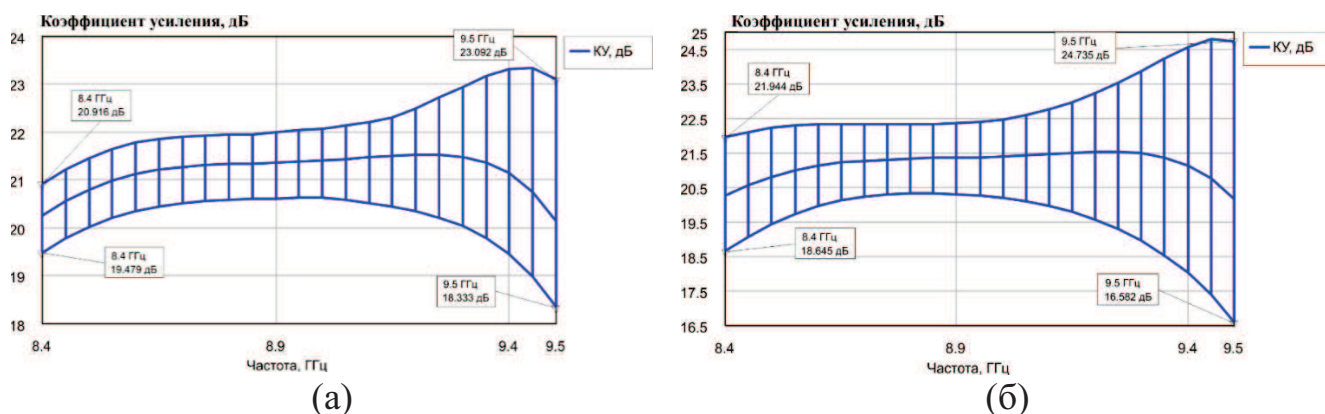 Коэффициент усиления, дБ
24
23
22
21
20
19
18
8.4 ГГц
20.916 дБ
9.5 ГГц
23.092 дБ
8.4 ГГц
19.479 дБ
9.5 ГГц
18.333 дБ
КУ, дБ
8.4
8.9
9.4
9.5
Частота, ГГц
(а)
Коэффициент усиления, дБ
25
24.5
23.5
22.5
21.5
20.5
19.5
18.5
17.5
16.5
8.4 ГГц
21.944 дБ
9.5 ГГц
24.735 дБ
8.4 ГГц
18.645 дБ
9.5 ГГц
16.582 дБ
КУ, дБ
8.4
8.9
9.4
9.5
Частота, ГГц
(б)